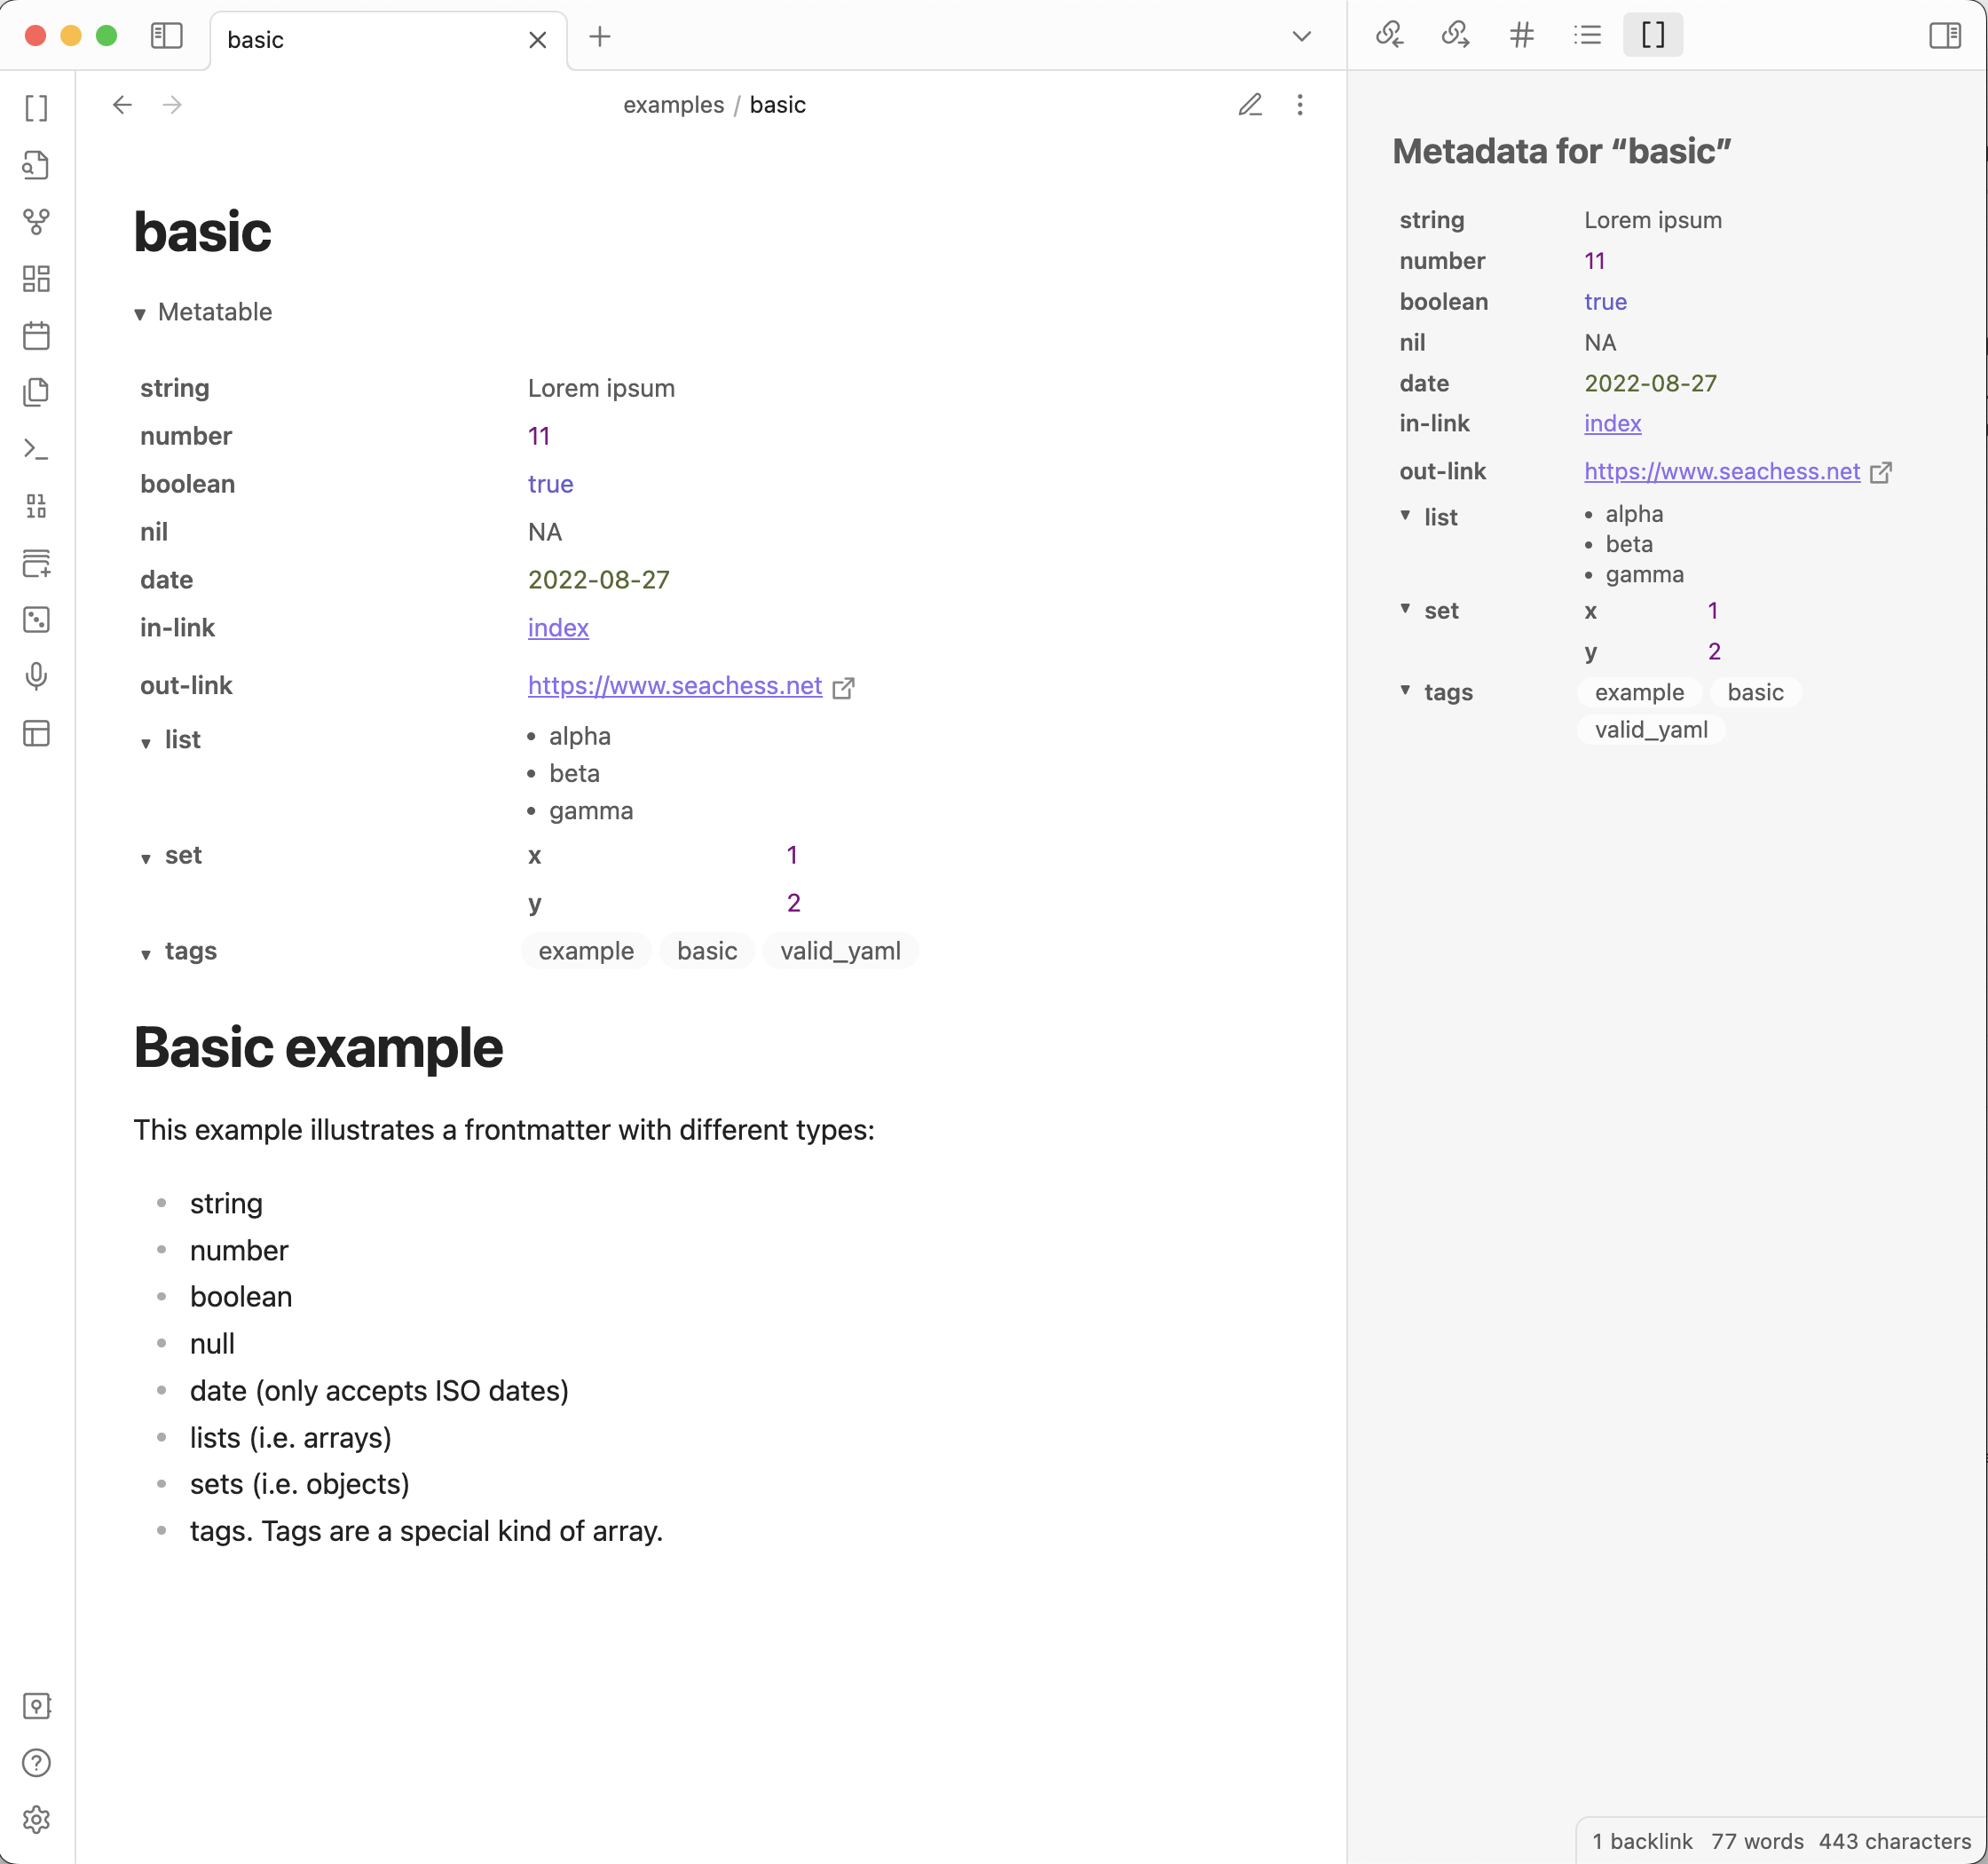 basic
examples / basic
basic
Metatable
string Lorem ipsum
number 11
boolean true
nil NA
date 2022-08-27
in-link index
out-link https://www.seachess.net
list • alpha
• beta
• gamma
set x 1
y 2
tags example basic valid_yaml
Basic example
This example illustrates a frontmatter with different types:
• string
• number
• boolean
• null
• date (only accepts ISO dates)
• lists (i.e. arrays)
• sets (i.e. objects)
• tags. Tags are a special kind of array.
Metadata for “basic”
string Lorem ipsum
number 11
boolean true
nil NA
date 2022-08-27
in-link index
out-link https://www.seachess.net
list • alpha
• beta
• gamma
set x 1
y 2
tags example basic
valid_yaml
1 backlink 77 words 443 characters